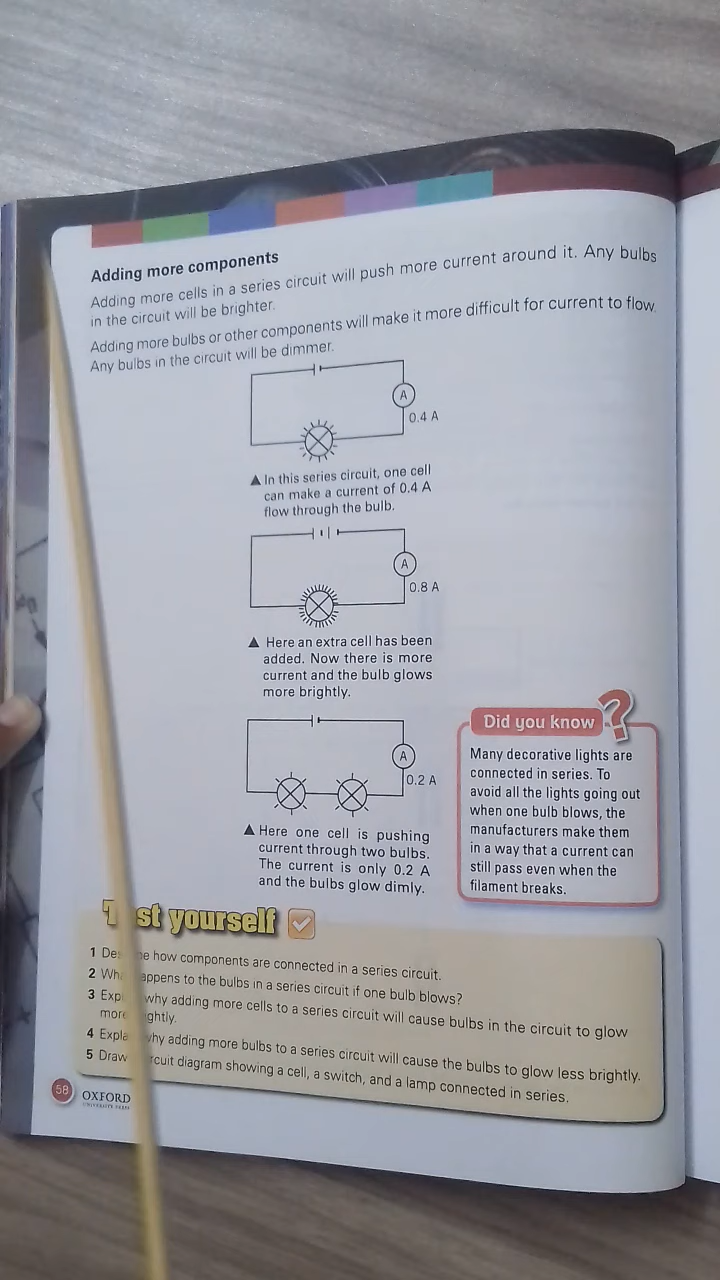 Adding more components
Adding more cells in a series circuit will push more current around it. Any bulbs
in the circuit will be brighter.
Adding more bulbs or other components will make it more difficult for current to flow.
Any bulbs in the circuit will be dimmer.
A
0.4 A
▲ In this series circuit, one cell
can make a current of 0.4 A
flow through the bulb.
A
0.8 A
▲ Here an extra cell has been
added. Now there is more
current and the bulb glows
more brightly.
A
0.2 A
▲ Here one cell is pushing
current through two bulbs.
The current is only 0.2 A
and the bulbs glow dimly.
Did you know ?
Many decorative lights are
connected in series. To
avoid all the lights going out
when one bulb blows, the
manufacturers make them
in a way that a current can
still pass even when the
filament breaks.
Test yourself
1 how components are connected in a series circuit.
2 to the bulbs in a series circuit if one bulb blows?
3 why adding more cells to a series circuit will cause bulbs in the circuit to glow
more
4 why adding more bulbs to a series circuit will cause the bulbs to glow less brightly.
5 Draw diagram showing a cell, a switch, and a lamp connected in series.
58 OXFORD
UNIVERSITY PRESS